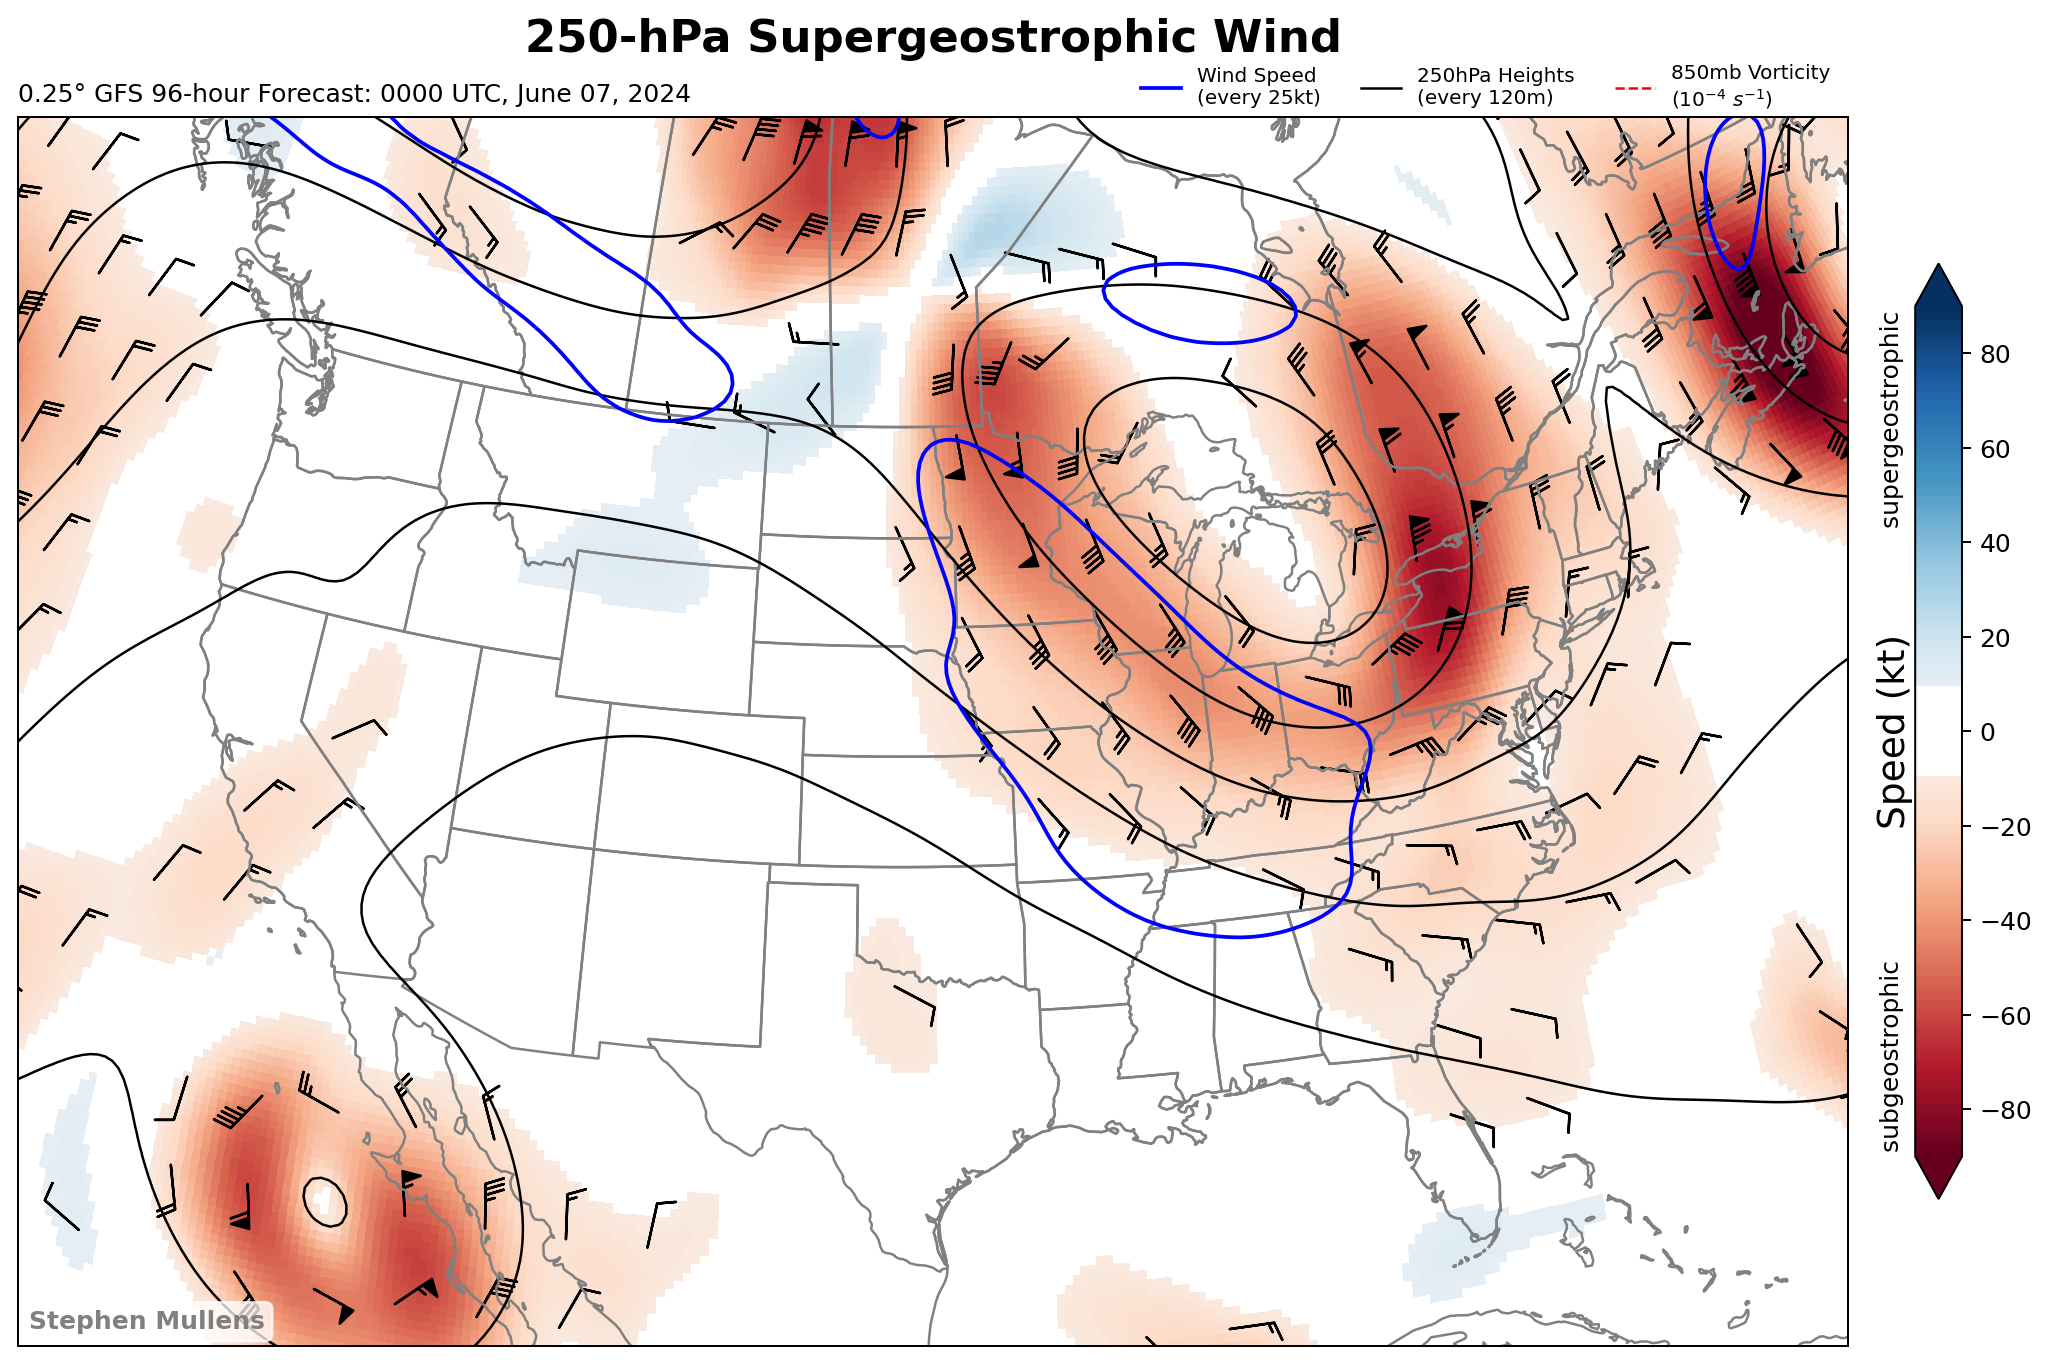 250-hPa Supergeostrophic Wind
0.25° GFS 96-hour Forecast: 0000 UTC, June 07, 2024
Wind Speed
(every 25kt)
250hPa Heights
(every 120m)
850mb Vorticity
(10⁻⁴ s⁻¹)
supergeostrophic
subgeostrophic
Speed (kt)
80
60
40
20
0
−20
−40
−60
−80
Stephen Mullens